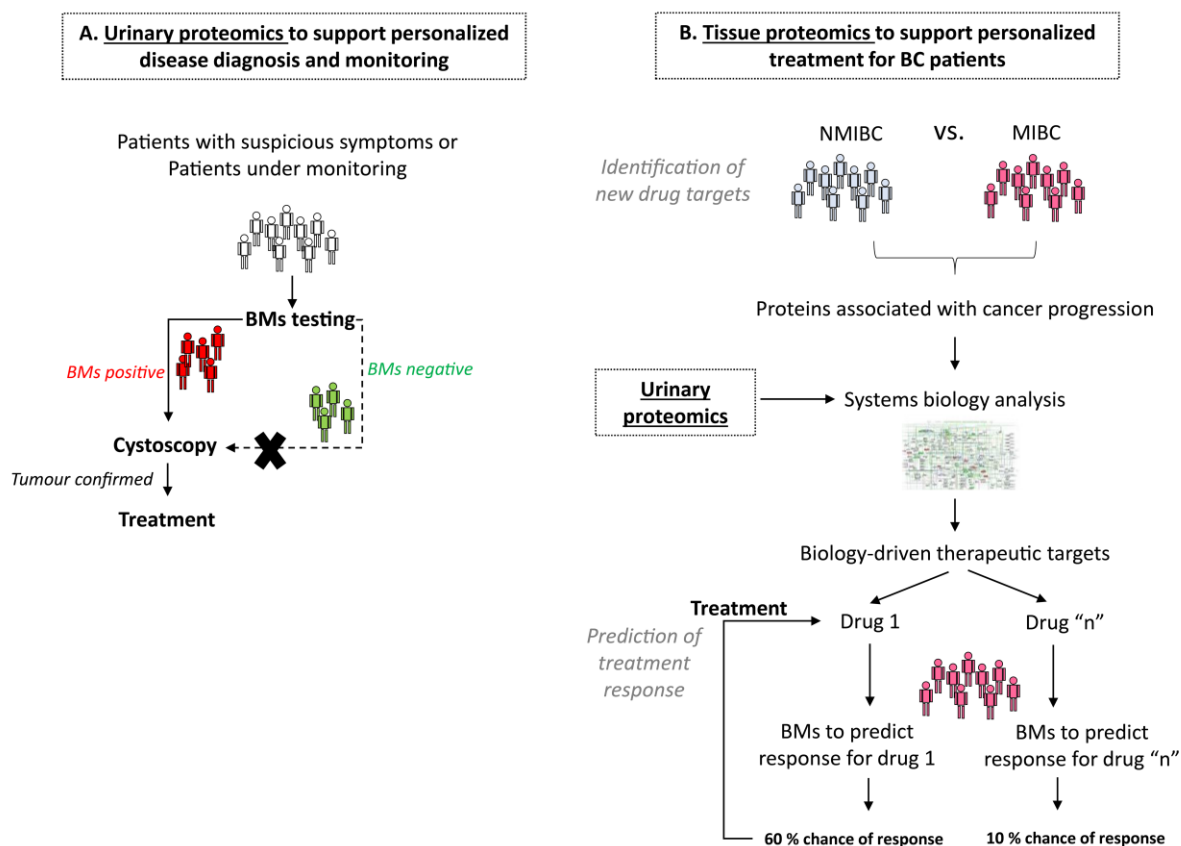 A. Urinary proteomics to support personalized
disease diagnosis and monitoring
Patients with suspicious symptoms or
Patients under monitoring
BMs testing
BMs positive
BMs negative
Cystoscopy
Tumour confirmed
Treatment
B. Tissue proteomics to support personalized
treatment for BC patients
NMIBC
VS.
MIBC
Identification of
new drug targets
Proteins associated with cancer progression
Urinary
proteomics
Systems biology analysis
Biology-driven therapeutic targets
Treatment
Drug 1
Drug “n”
Prediction of
treatment
response
BMs to predict
response for drug 1
BMs to predict
response for drug “n”
60 % chance of response
10 % chance of response